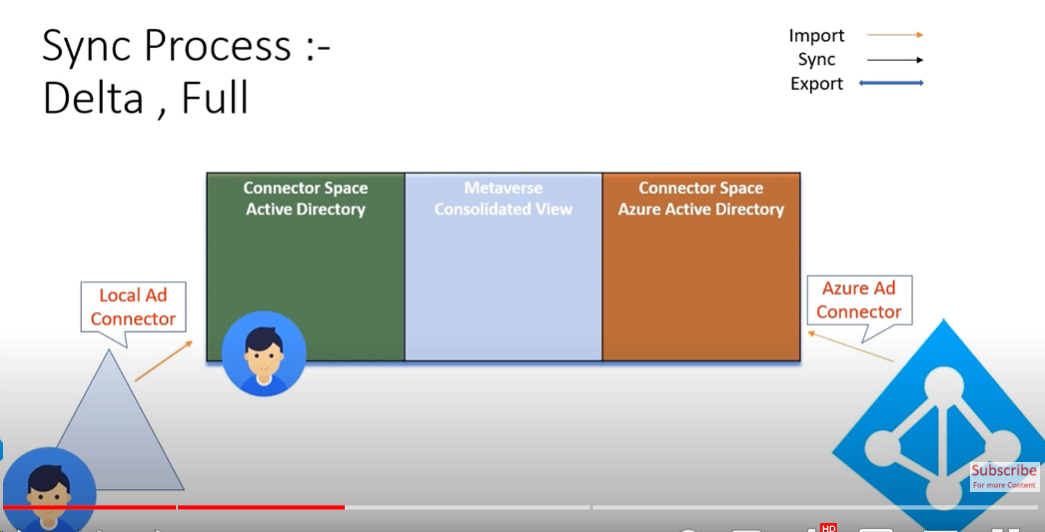 Sync Process :-
Delta , Full
Import
Sync
Export
Connector Space
Active Directory
Metaverse
Consolidated View
Connector Space
Azure Active Directory
Local Ad
Connector
Azure Ad
Connector
Subscribe
For more Content
HD